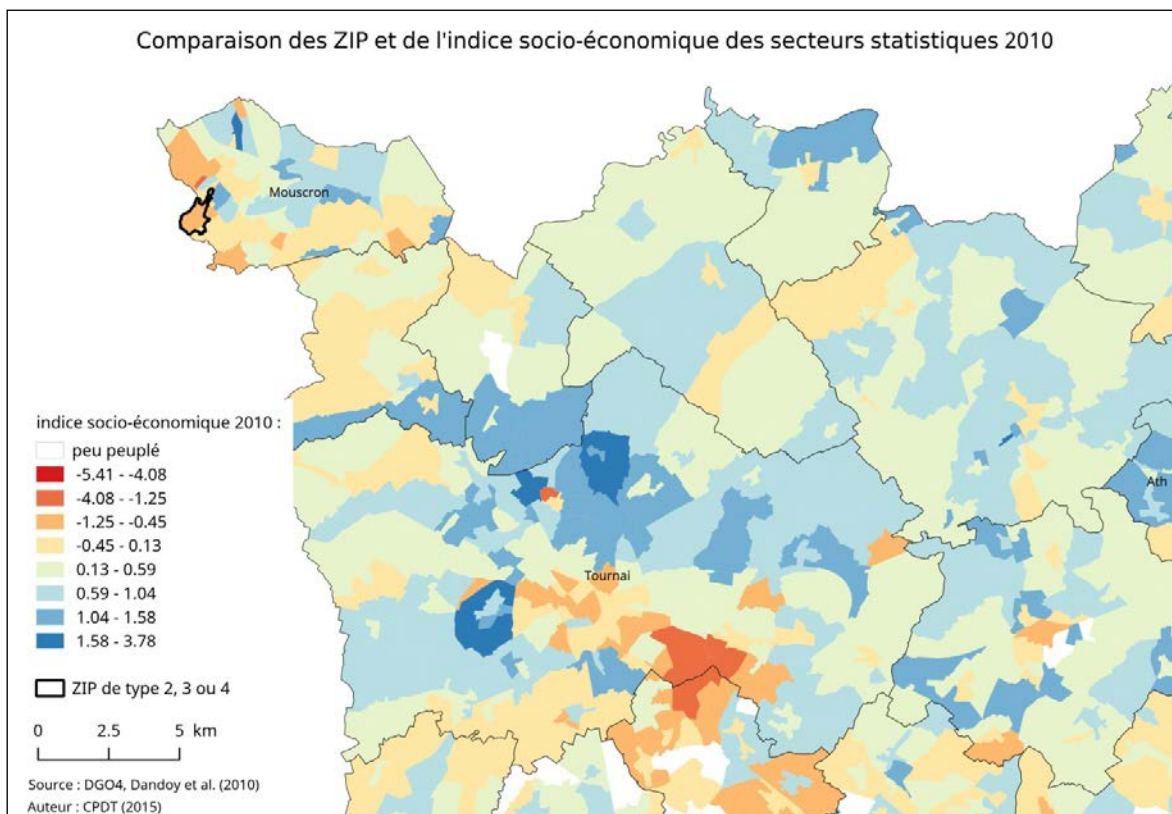 Comparaison des ZIP et de l'indice socio-économique des secteurs statistiques 2010
Mouscron
Ath
Tournai
indice socio-économique 2010 :
peu peuplé
-5.41 - -4.08
-4.08 - -1.25
-1.25 - -0.45
-0.45 - 0.13
0.13 - 0.59
0.59 - 1.04
1.04 - 1.58
1.58 - 3.78
ZIP de type 2, 3 ou 4
0 2.5 5 km
Source : DGO4, Dandoy et al. (2010)
Auteur : CPDT (2015)